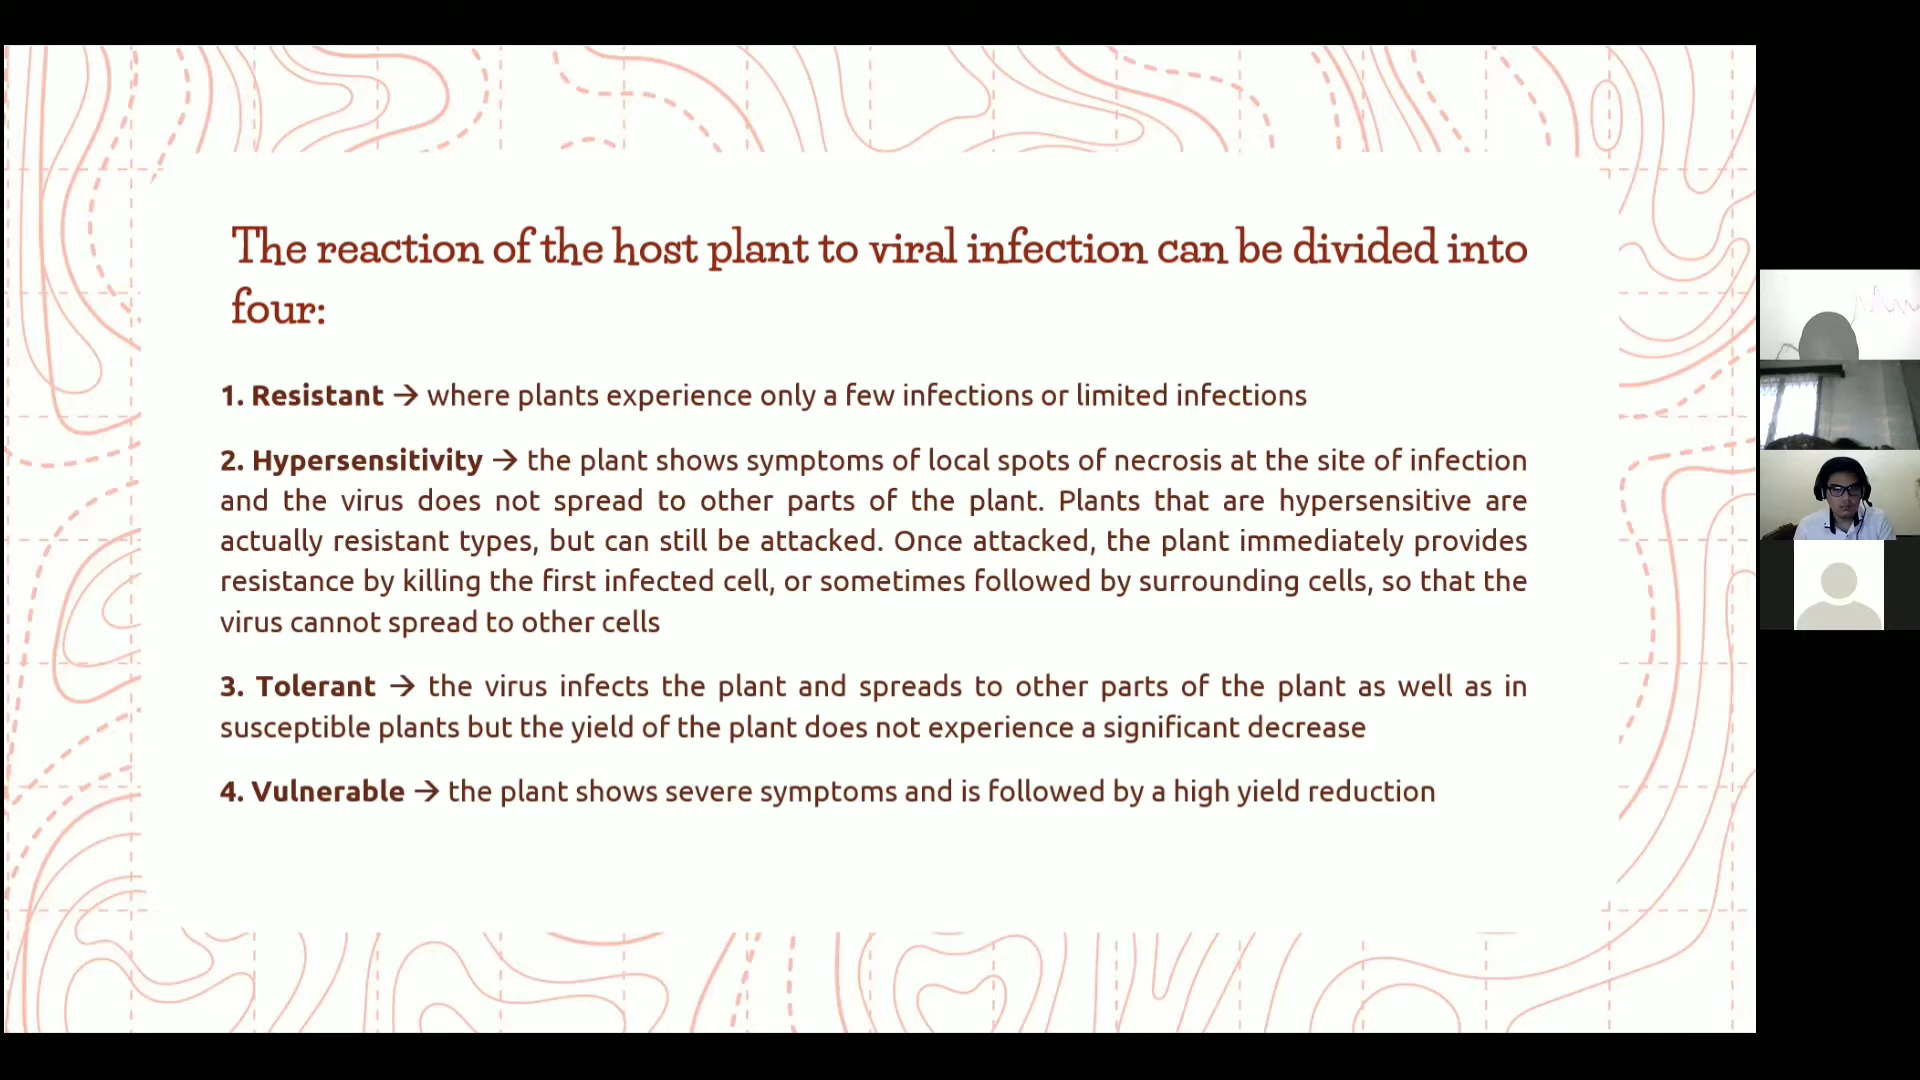 The reaction of the host plant to viral infection can be divided into
four:
1. Resistant → where plants experience only a few infections or limited infections
2. Hypersensitivity → the plant shows symptoms of local spots of necrosis at the site of infection
and the virus does not spread to other parts of the plant. Plants that are hypersensitive are
actually resistant types, but can still be attacked. Once attacked, the plant immediately provides
resistance by killing the first infected cell, or sometimes followed by surrounding cells, so that the
virus cannot spread to other cells
3. Tolerant → the virus infects the plant and spreads to other parts of the plant as well as in
susceptible plants but the yield of the plant does not experience a significant decrease
4. Vulnerable → the plant shows severe symptoms and is followed by a high yield reduction